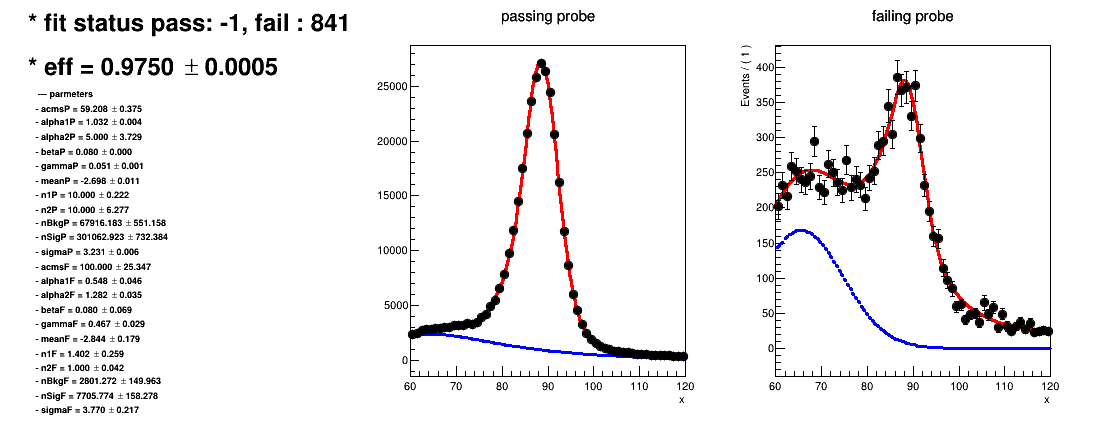 * fit status pass: -1, fail : 841
* eff = 0.9750 ± 0.0005
--- parmeters
- acmsP = 59.208 ± 0.375
- alpha1P = 1.032 ± 0.004
- alpha2P = 5.000 ± 3.729
- betaP = 0.080 ± 0.000
- gammaP = 0.051 ± 0.001
- meanP = -2.698 ± 0.011
- n1P = 10.000 ± 0.222
- n2P = 10.000 ± 6.277
- nBkgP = 67916.183 ± 551.158
- nSigP = 301062.923 ± 732.384
- sigmaP = 3.231 ± 0.006
- acmsF = 100.000 ± 25.347
- alpha1F = 0.548 ± 0.046
- alpha2F = 1.282 ± 0.035
- betaF = 0.080 ± 0.069
- gammaF = 0.467 ± 0.029
- meanF = -2.844 ± 0.179
- n1F = 1.402 ± 0.259
- n2F = 1.000 ± 0.042
- nBkgF = 2801.272 ± 149.963
- nSigF = 7705.774 ± 158.278
- sigmaF = 3.770 ± 0.217
passing probe
25000
20000
15000
10000
5000
0
60 70 80 90 100 110 120
x
failing probe
Events / ( 1 )
400
350
300
250
200
150
100
50
0
60 70 80 90 100 110 120
x